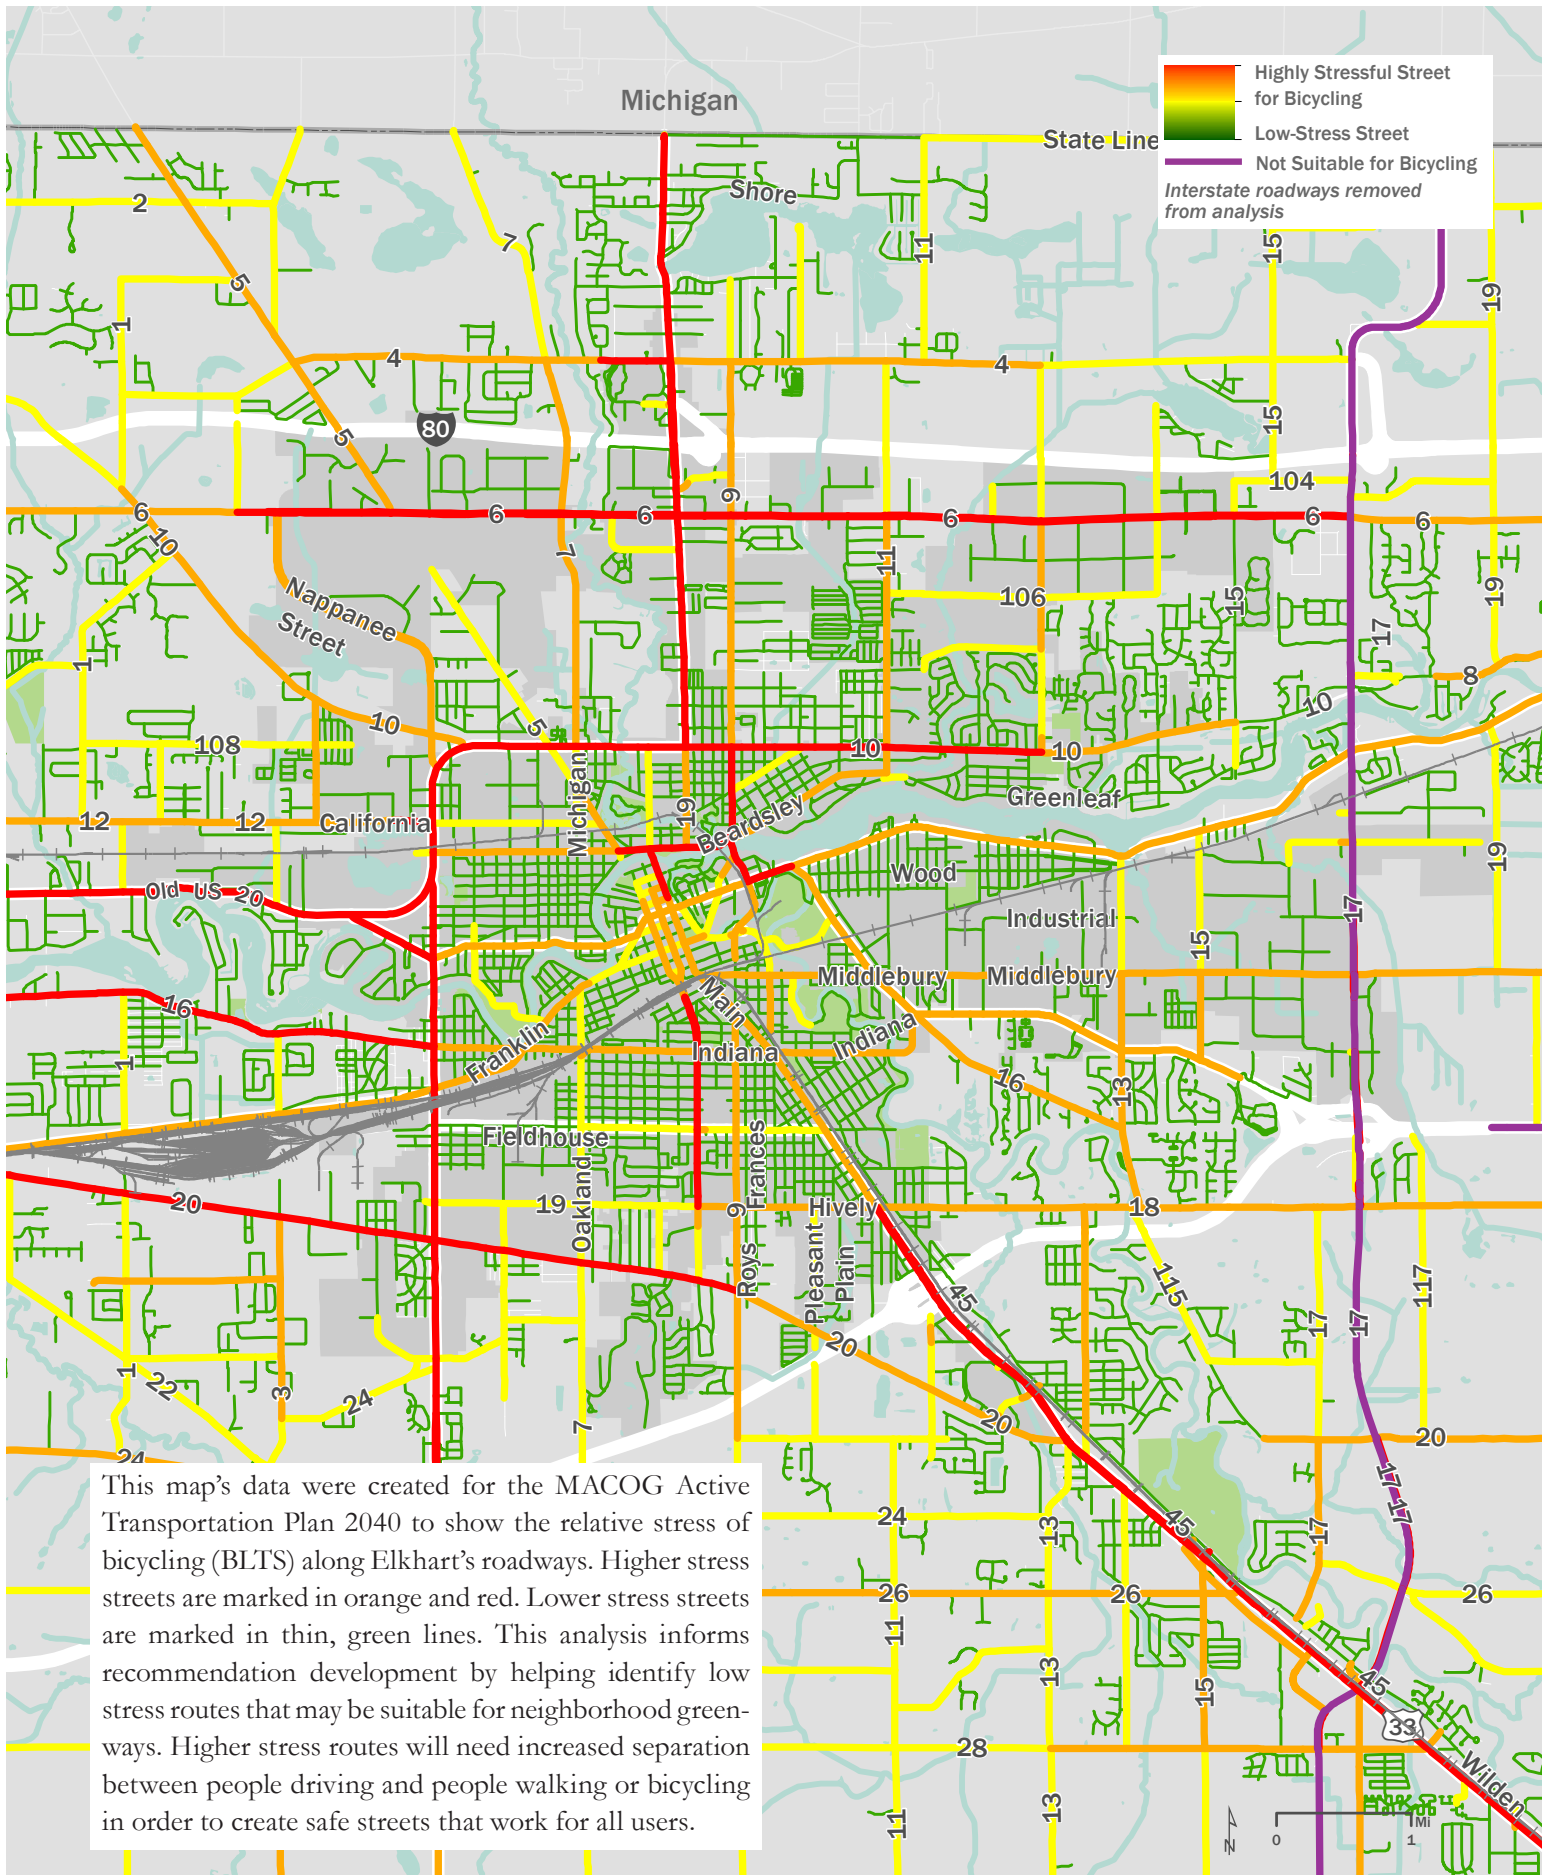 Michigan
Highly Stressful Street
for Bicycling
Low-Stress Street
Not Suitable for Bicycling
Interstate roadways removed
from analysis
State Line
Shore
2
7
11
15
5
19
1
4
4
5
80
15
104
9
6
6
6
6
6
6
10
7
11
106
15
19
Nappanee
Street
17
1
8
10
10
5
108
10
10
Michigan
19
Greenleaf
Beardsley
12
12
California
19
Wood
Old US 20
Industrial
17
15
Middlebury
Middlebury
16
Main
Indiana
Franklin
Indiana
1
16
13
Fieldhouse
Frances
Oakland
20
19
9
Hively
18
Pleasant
Plain
Roys
115
117
45
17
17
20
1
22
3
24
20
7
20
24
17
17
This map's data were created for the MACOG Active
Transportation Plan 2040 to show the relative stress of
bicycling (BLTS) along Elkhart's roadways. Higher stress
streets are marked in orange and red. Lower stress streets
are marked in thin, green lines. This analysis informs
recommendation development by helping identify low
stress routes that may be suitable for neighborhood green-
ways. Higher stress routes will need increased separation
between people driving and people walking or bicycling
in order to create safe streets that work for all users.
24
13
45
17
26
26
26
11
13
15
45
33
28
Wilden
11
13
N
0
1
Mi